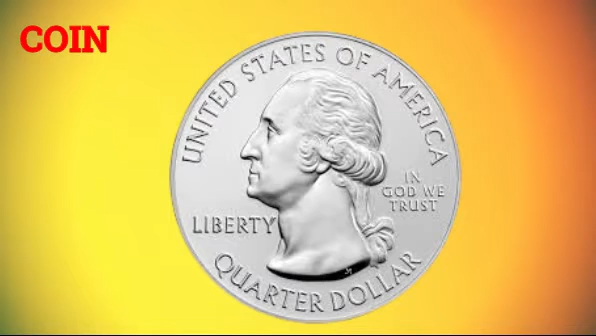 COIN
UNITED STATES OF AMERICA
IN
GOD WE
TRUST
LIBERTY
QUARTER DOLLAR